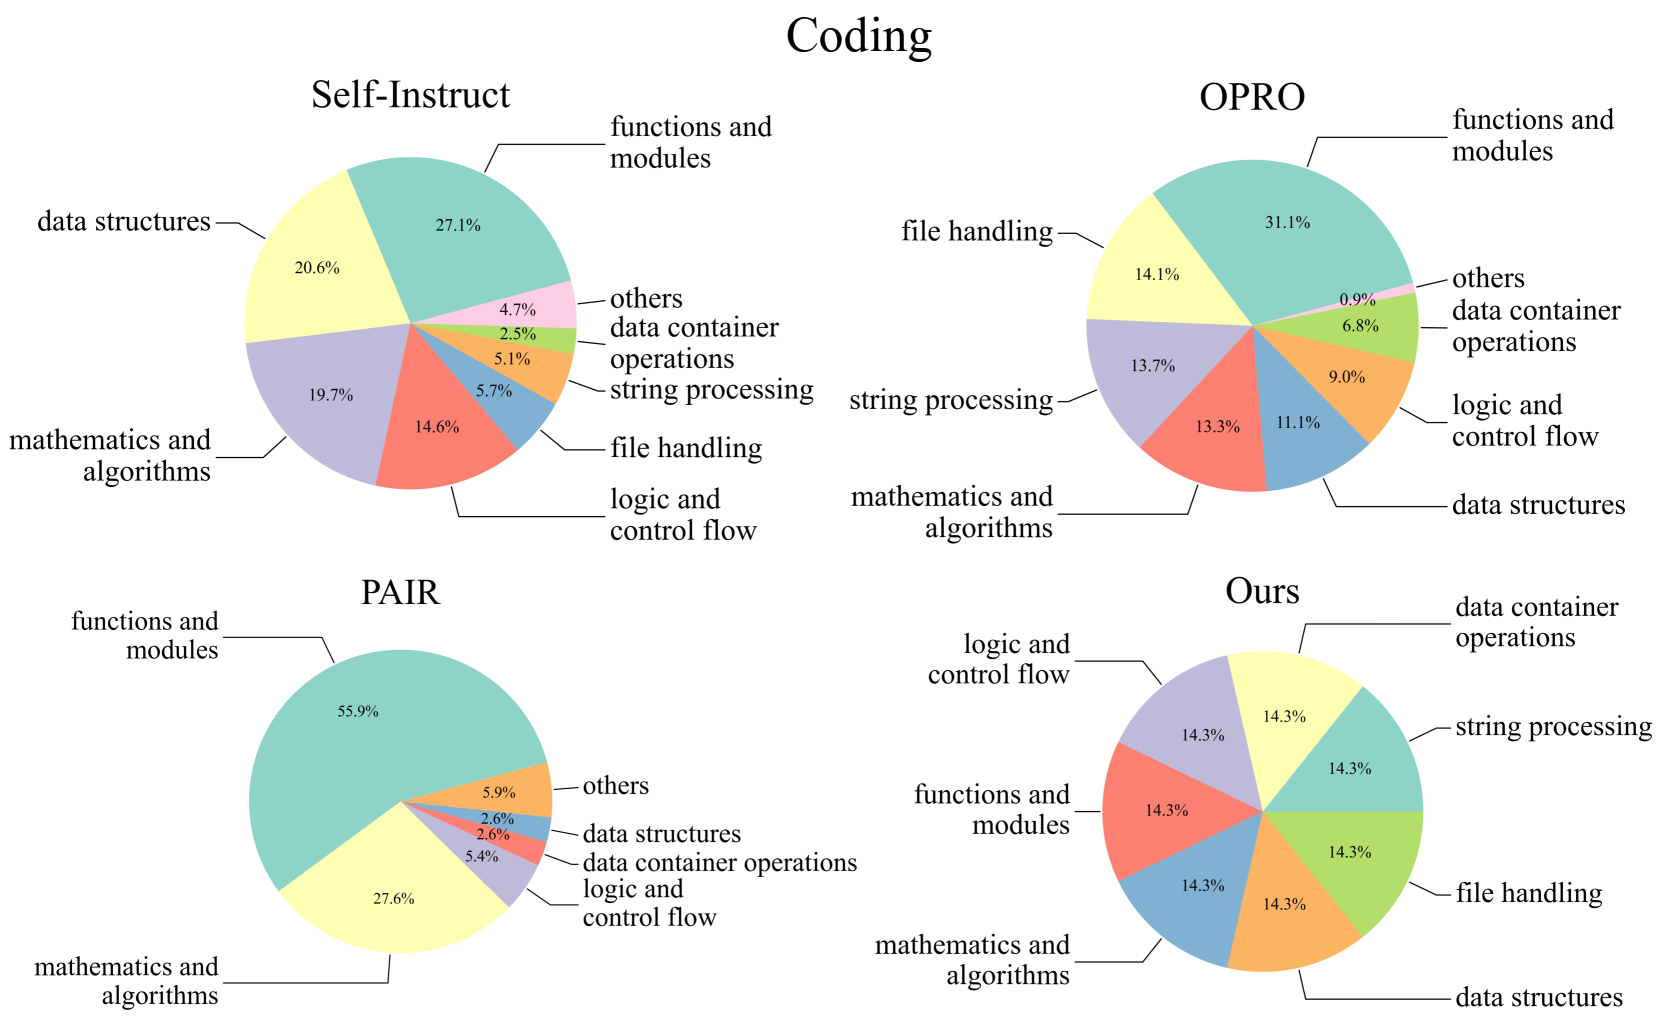 Coding
Self-Instruct
functions and
modules
27.1%
data structures
20.6%
others
4.7%
data container
operations
2.5%
string processing
5.1%
file handling
5.7%
mathematics and
algorithms
19.7%
logic and
control flow
14.6%
OPRO
functions and
modules
31.1%
file handling
14.1%
others
0.9%
data container
operations
6.8%
string processing
13.7%
logic and
control flow
9.0%
mathematics and
algorithms
13.3%
data structures
11.1%
PAIR
functions and
modules
55.9%
others
5.9%
data structures
2.6%
data container operations
2.6%
logic and
control flow
5.4%
mathematics and
algorithms
27.6%
Ours
data container
operations
14.3%
logic and
control flow
14.3%
string processing
14.3%
functions and
modules
14.3%
file handling
14.3%
mathematics and
algorithms
14.3%
data structures
14.3%